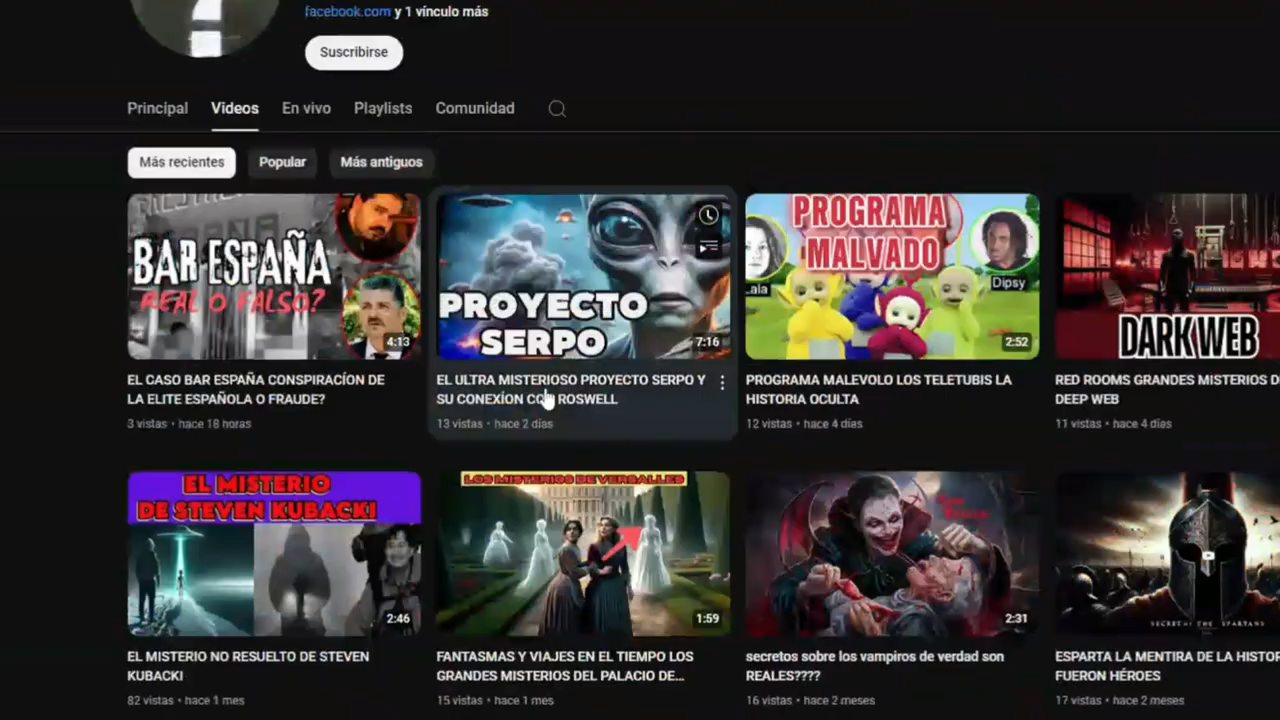 facebook.com y 1 vínculo más
Suscribirse
Principal Videos En vivo Playlists Comunidad
Más recientes Popular Más antiguos
BAR ESPAÑA
REAL O FALSO?
4:13
EL CASO BAR ESPAÑA CONSPIRACÍON DE
LA ELITE ESPAÑOLA O FRAUDE?
3 vistas • hace 18 horas
PROYECTO
SERPO
7:16
EL ULTRA MISTERIOSO PROYECTO SERPO Y
SU CONEXÍON CON ROSWELL
13 vistas • hace 2 días
PROGRAMA
MALVADO
Lala
Dipsy
2:52
PROGRAMA MALEVOLO LOS TELETUBIS LA
HISTORIA OCULTA
12 vistas • hace 4 días
DARK WEB
RED ROOMS GRANDES MISTERIOS D
DEEP WEB
11 vistas • hace 4 días
EL MISTERIO
DE STEVEN KUBACKI
2:46
EL MISTERIO NO RESUELTO DE STEVEN
KUBACKI
82 vistas • hace 1 mes
LOS MISTERIOS DE VERSALLES
1:59
FANTASMAS Y VIAJES EN EL TIEMPO LOS
GRANDES MISTERIOS DEL PALACIO DE...
15 vistas • hace 1 mes
2:31
secretos sobre los vampiros de verdad son
REALES????
16 vistas • hace 2 meses
SECRET OF THE SPARTANS
ESPARTA LA MENTIRA DE LA HISTOR
FUERON HÉROES
17 vistas • hace 2 meses